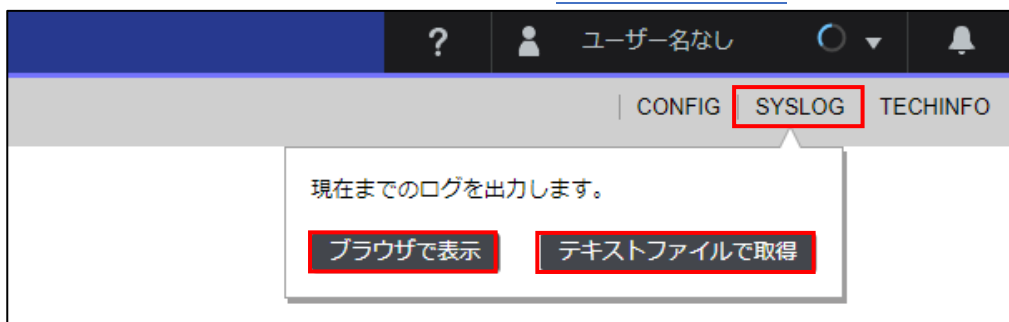 ? ユーザー名なし ▼
| CONFIG | SYSLOG TECHINFO
現在までのログを出力します。
ブラウザで表示 テキストファイルで取得